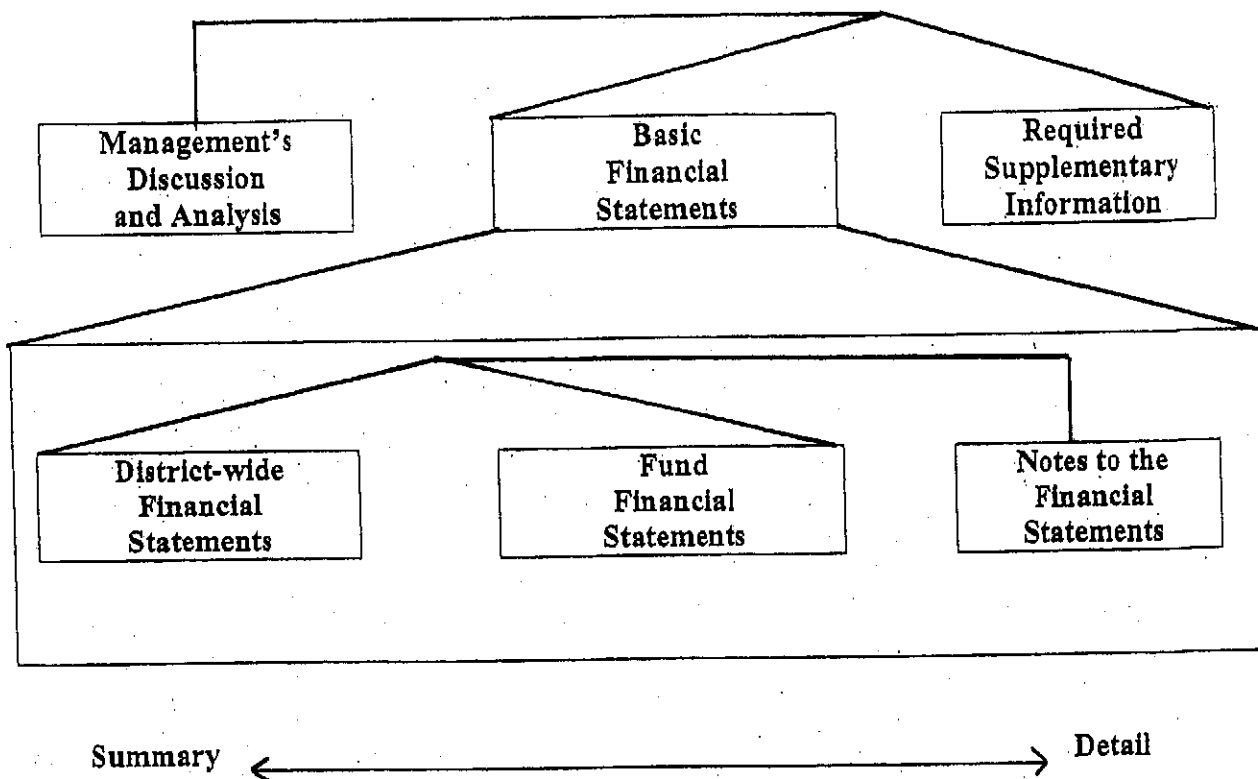 Management's
Discussion
and Analysis
Basic
Financial
Statements
Required
Supplementary
Information
District-wide
Financial
Statements
Fund
Financial
Statements
Notes to the
Financial
Statements
Summary
Detail